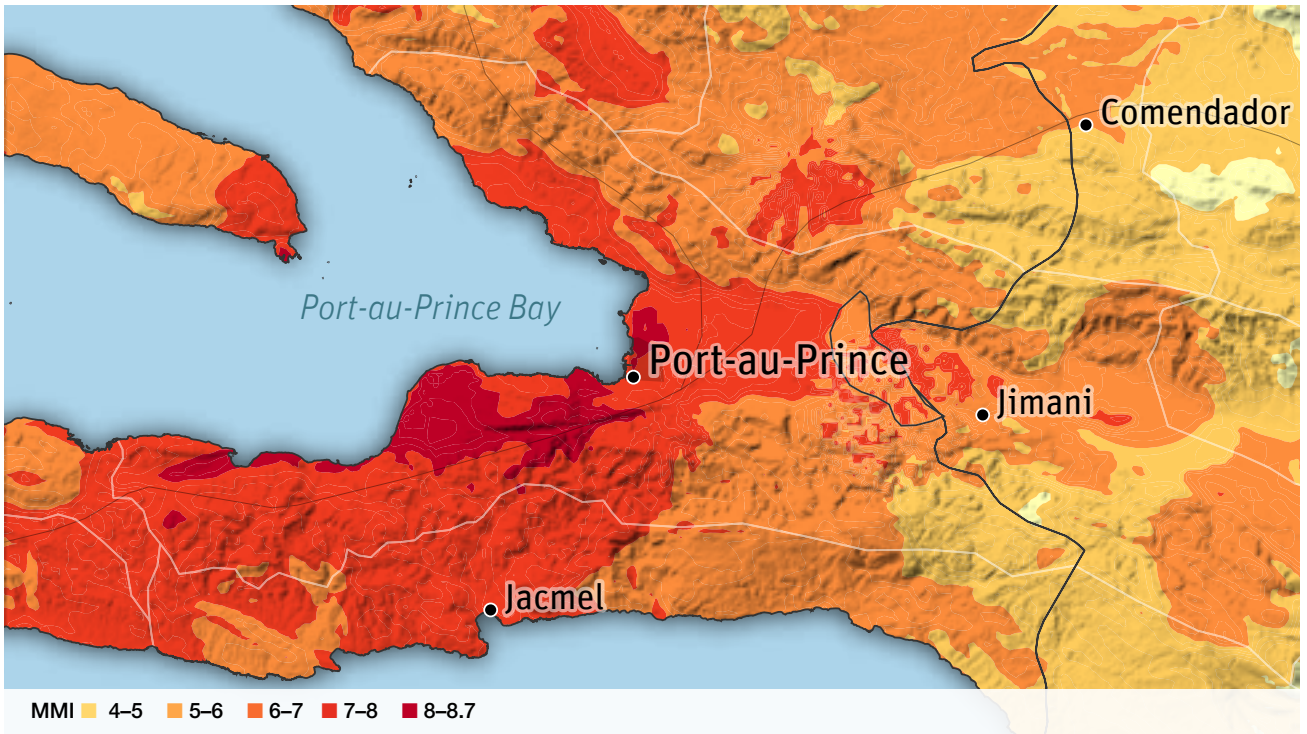 Comendador
Port-au-Prince Bay
Port-au-Prince
Jimani
Jacmel
MMI 4–5 5–6 6–7 7–8 8–8.7